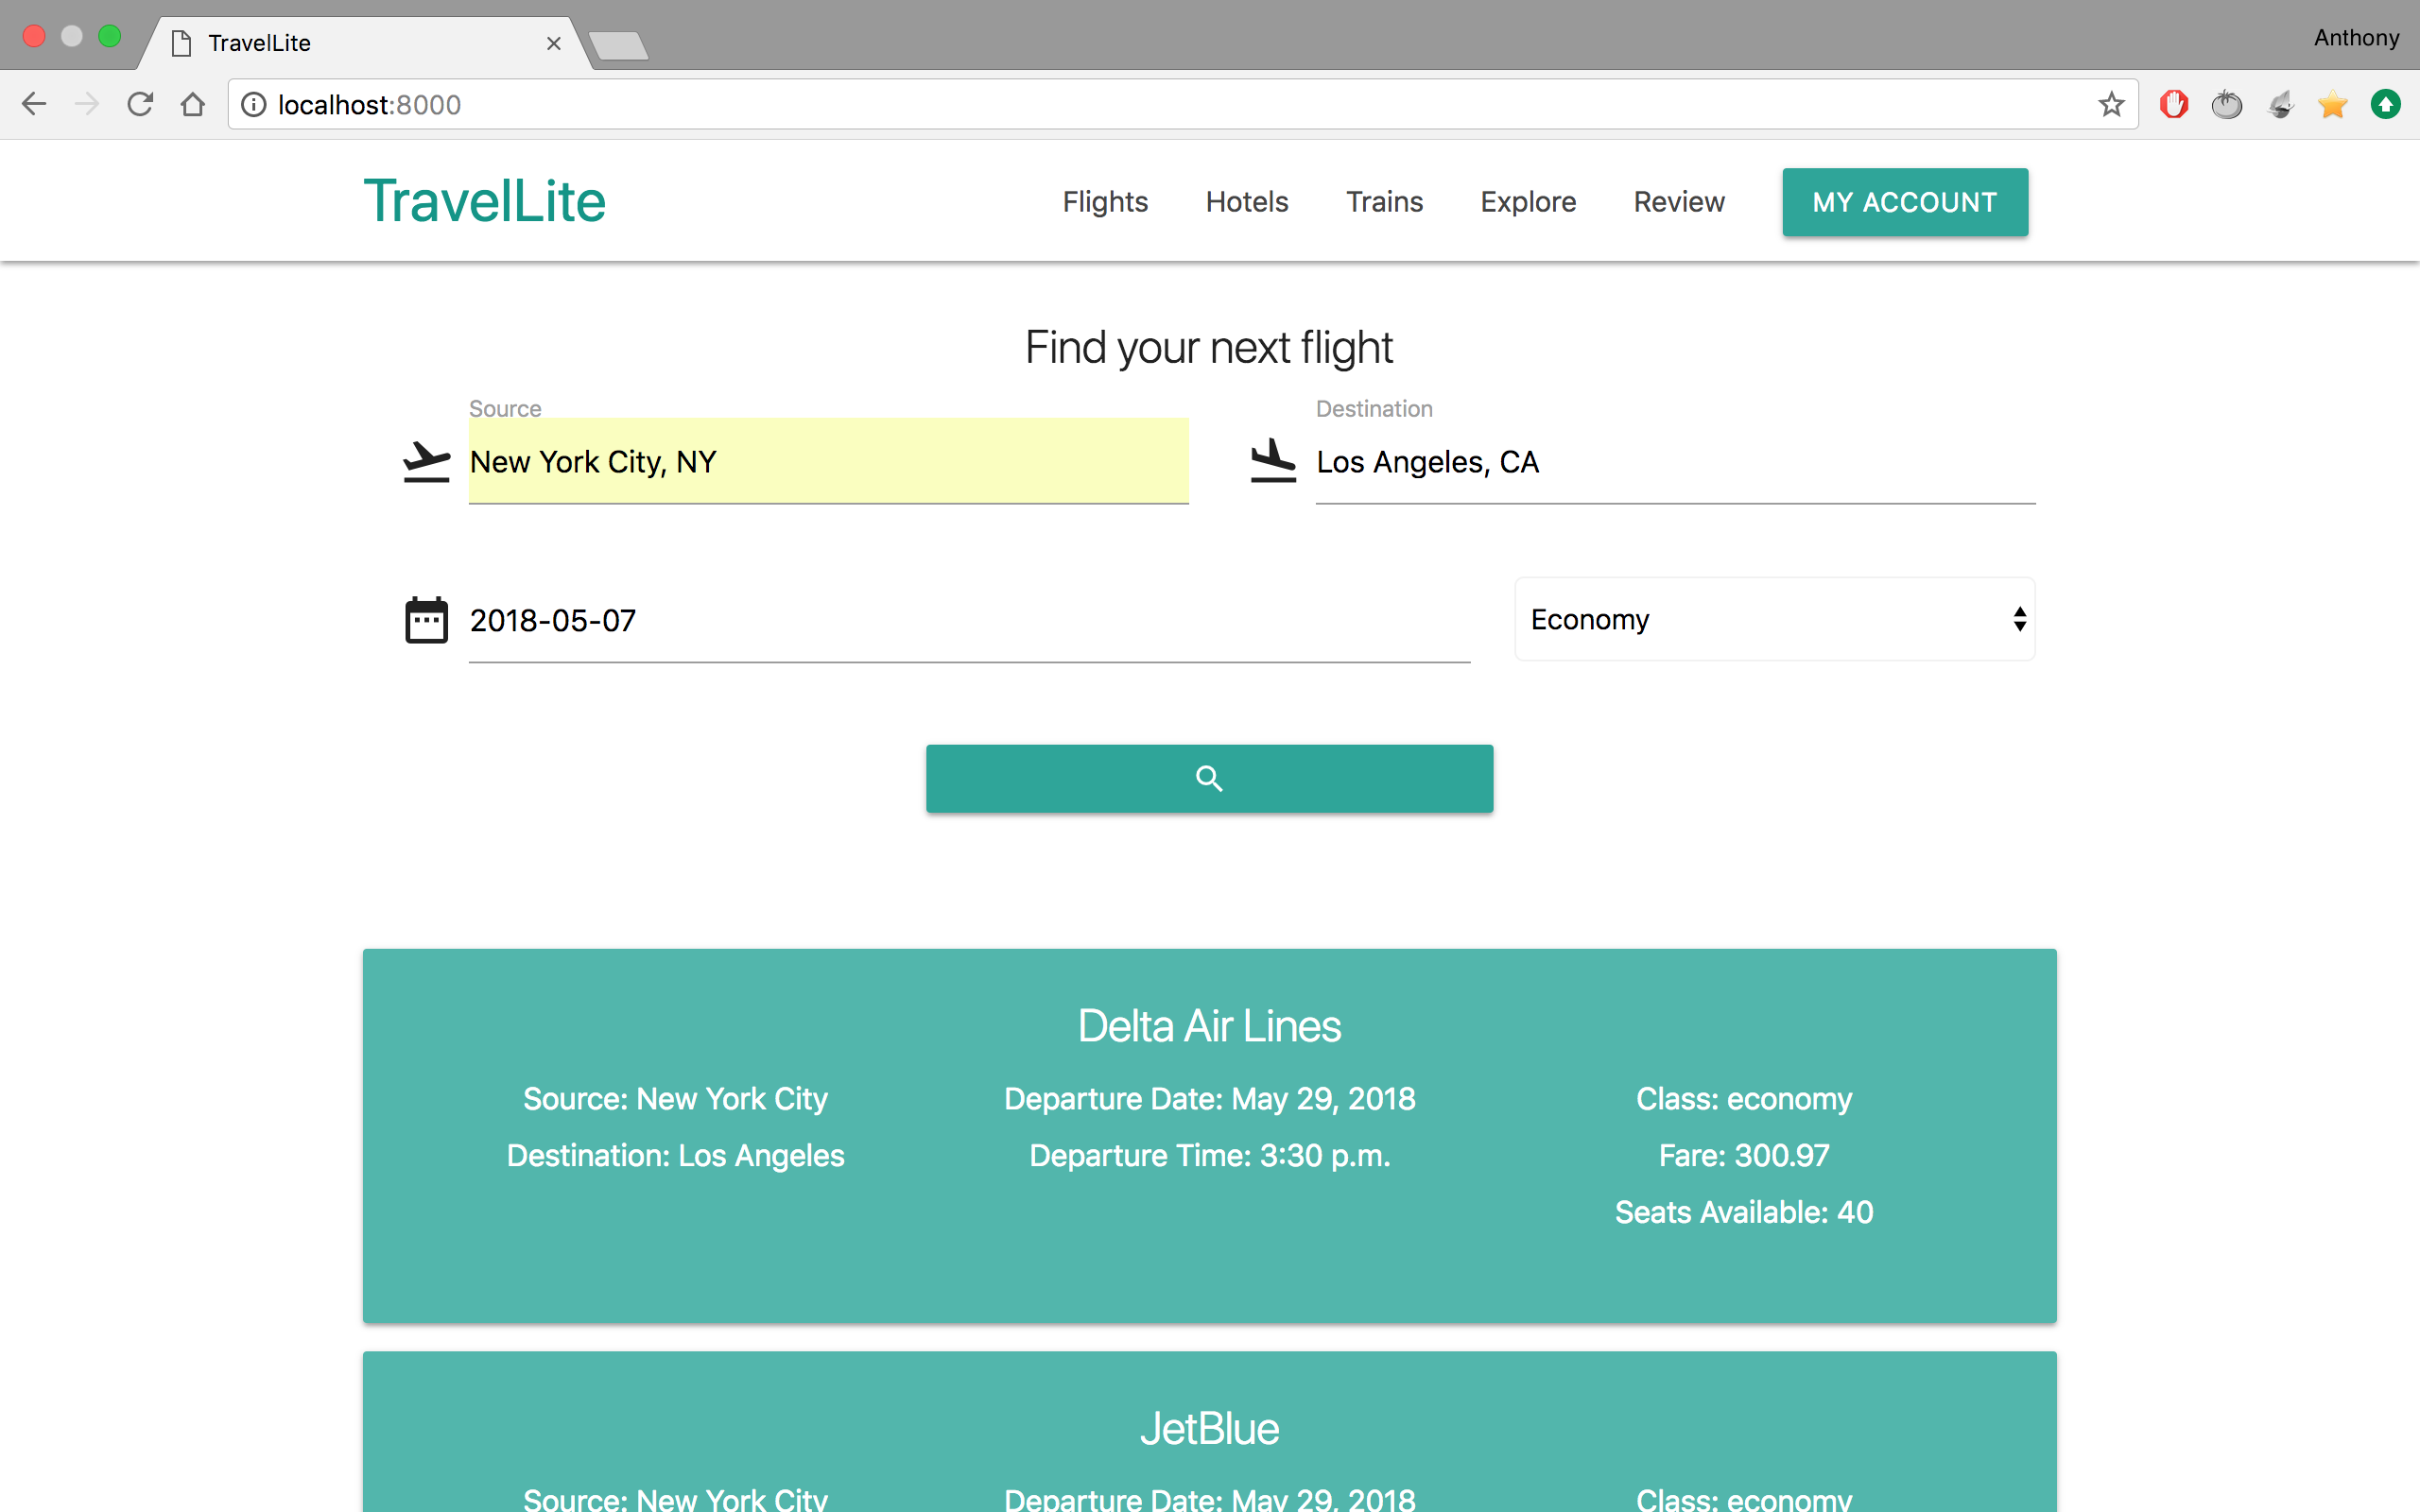 TravelLite
Anthony
localhost:8000
TravelLite
Flights Hotels Trains Explore Review MY ACCOUNT
Find your next flight
Source
Destination
New York City, NY
Los Angeles, CA
2018-05-07
Economy
Delta Air Lines
Source: New York City Departure Date: May 29, 2018 Class: economy
Destination: Los Angeles Departure Time: 3:30 p.m. Fare: 300.97
Seats Available: 40
JetBlue
Source: New York City Departure Date: May 29, 2018 Class: economy